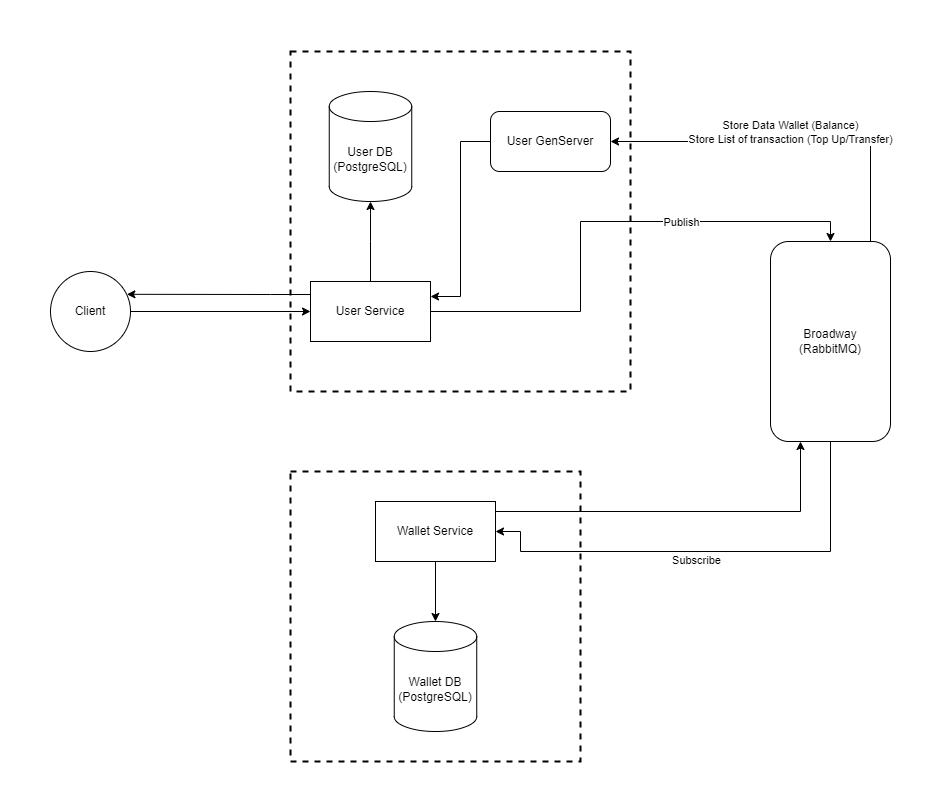 User DB
(PostgreSQL)
User GenServer
Store Data Wallet (Balance)
Store List of transaction (Top Up/Transfer)
Publish
Client
User Service
Broadway
(RabbitMQ)
Wallet Service
Subscribe
Wallet DB
(PostgreSQL)